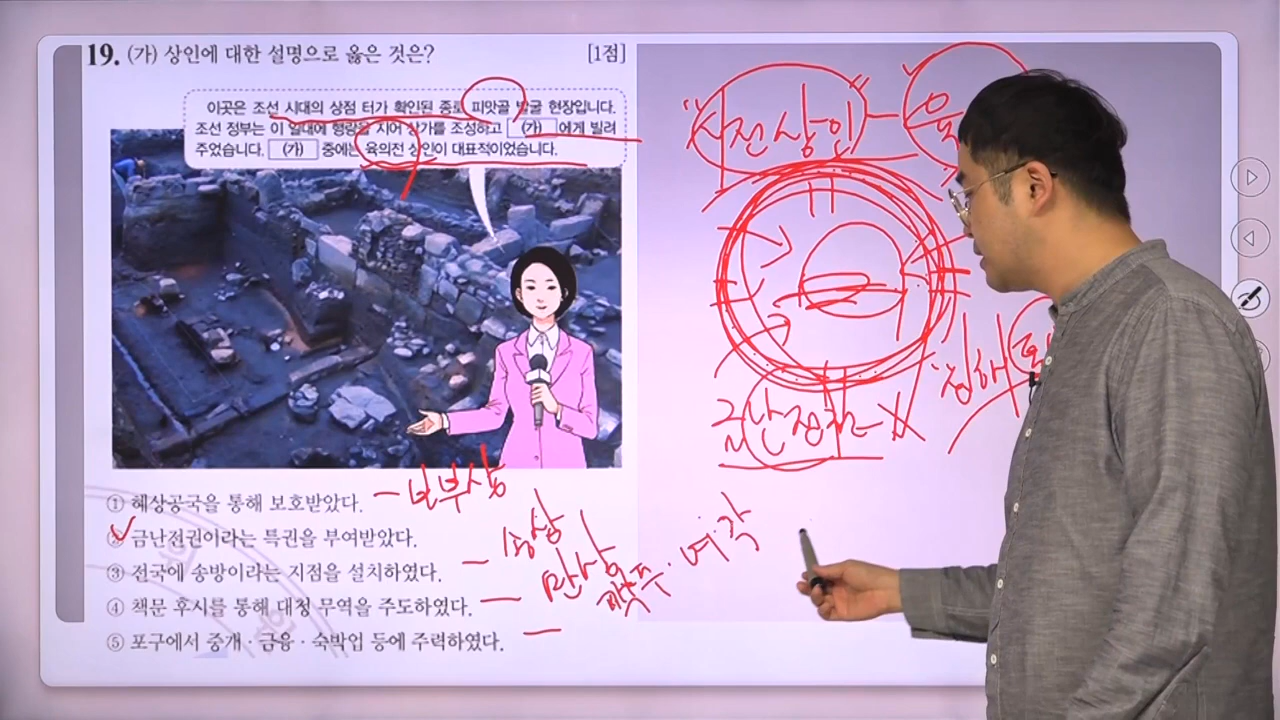 19. (가) 상인에 대한 설명으로 옳은 것은? [1점]
이곳은 조선 시대의 상점 터가 확인된 종로 피맛골 발굴 현장입니다.
조선 정부는 이 일대에 행랑을 지어 상가를 조성하고 (가) 에게 빌려
주었습니다. (가) 중에는 육의전 상인이 대표적이었습니다.
"시전상인" - 육
금난전권 - X
- 보부상
- 송상
- 만상
객주·여각
① 혜상공국을 통해 보호받았다.
② 금난전권이라는 특권을 부여받았다.
③ 전국에 송방이라는 지점을 설치하였다.
④ 책문 후시를 통해 대청 무역을 주도하였다.
⑤ 포구에서 중개·금융·숙박업 등에 주력하였다.